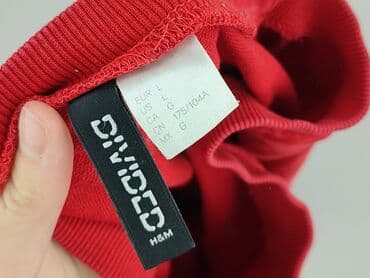 EUR L
US L
CA G
CN 175/104A
MX G
DIVIDED
H&M